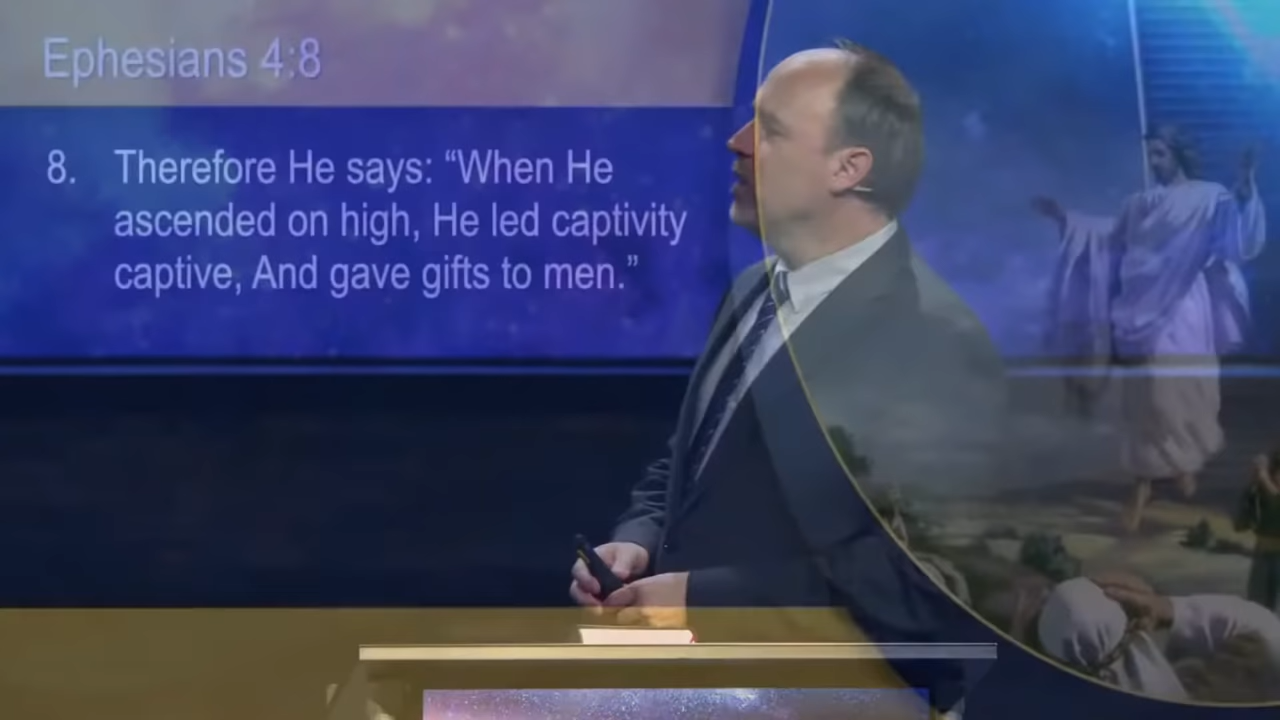 Ephesians 4:8
8. Therefore He says: “When He
ascended on high, He led captivity
captive, And gave gifts to men.”